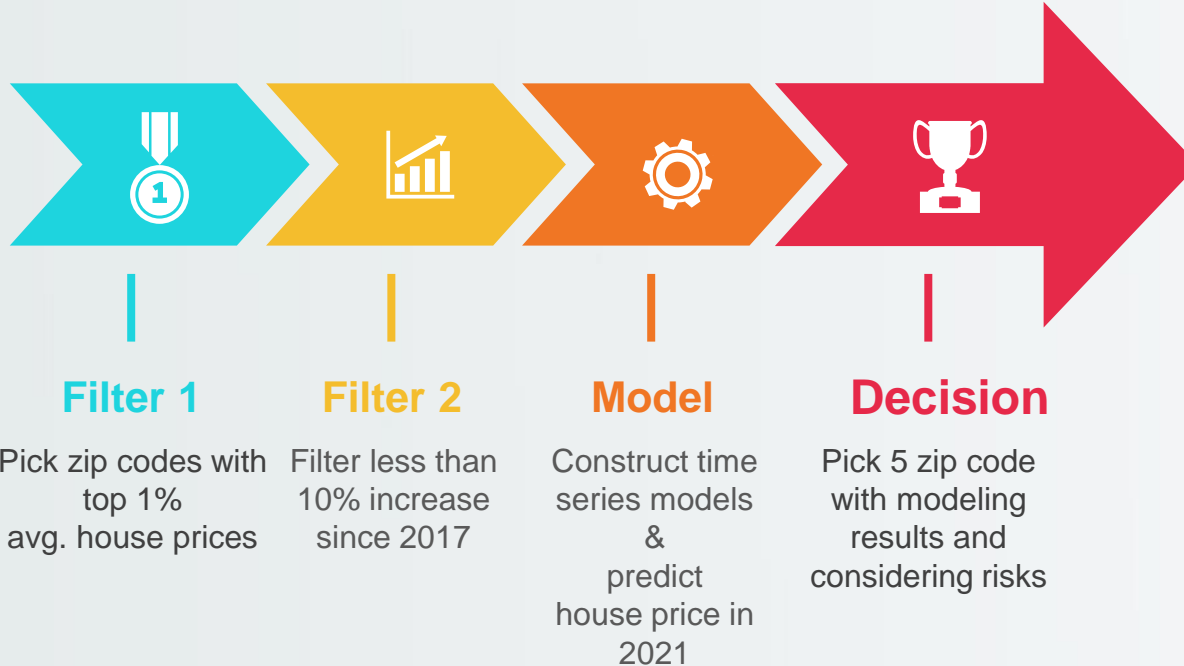 1
Filter 1
Pick zip codes with
top 1%
avg. house prices
Filter 2
Filter less than
10% increase
since 2017
Model
Construct time
series models
&
predict
house price in
2021
Decision
Pick 5 zip code
with modeling
results and
considering risks